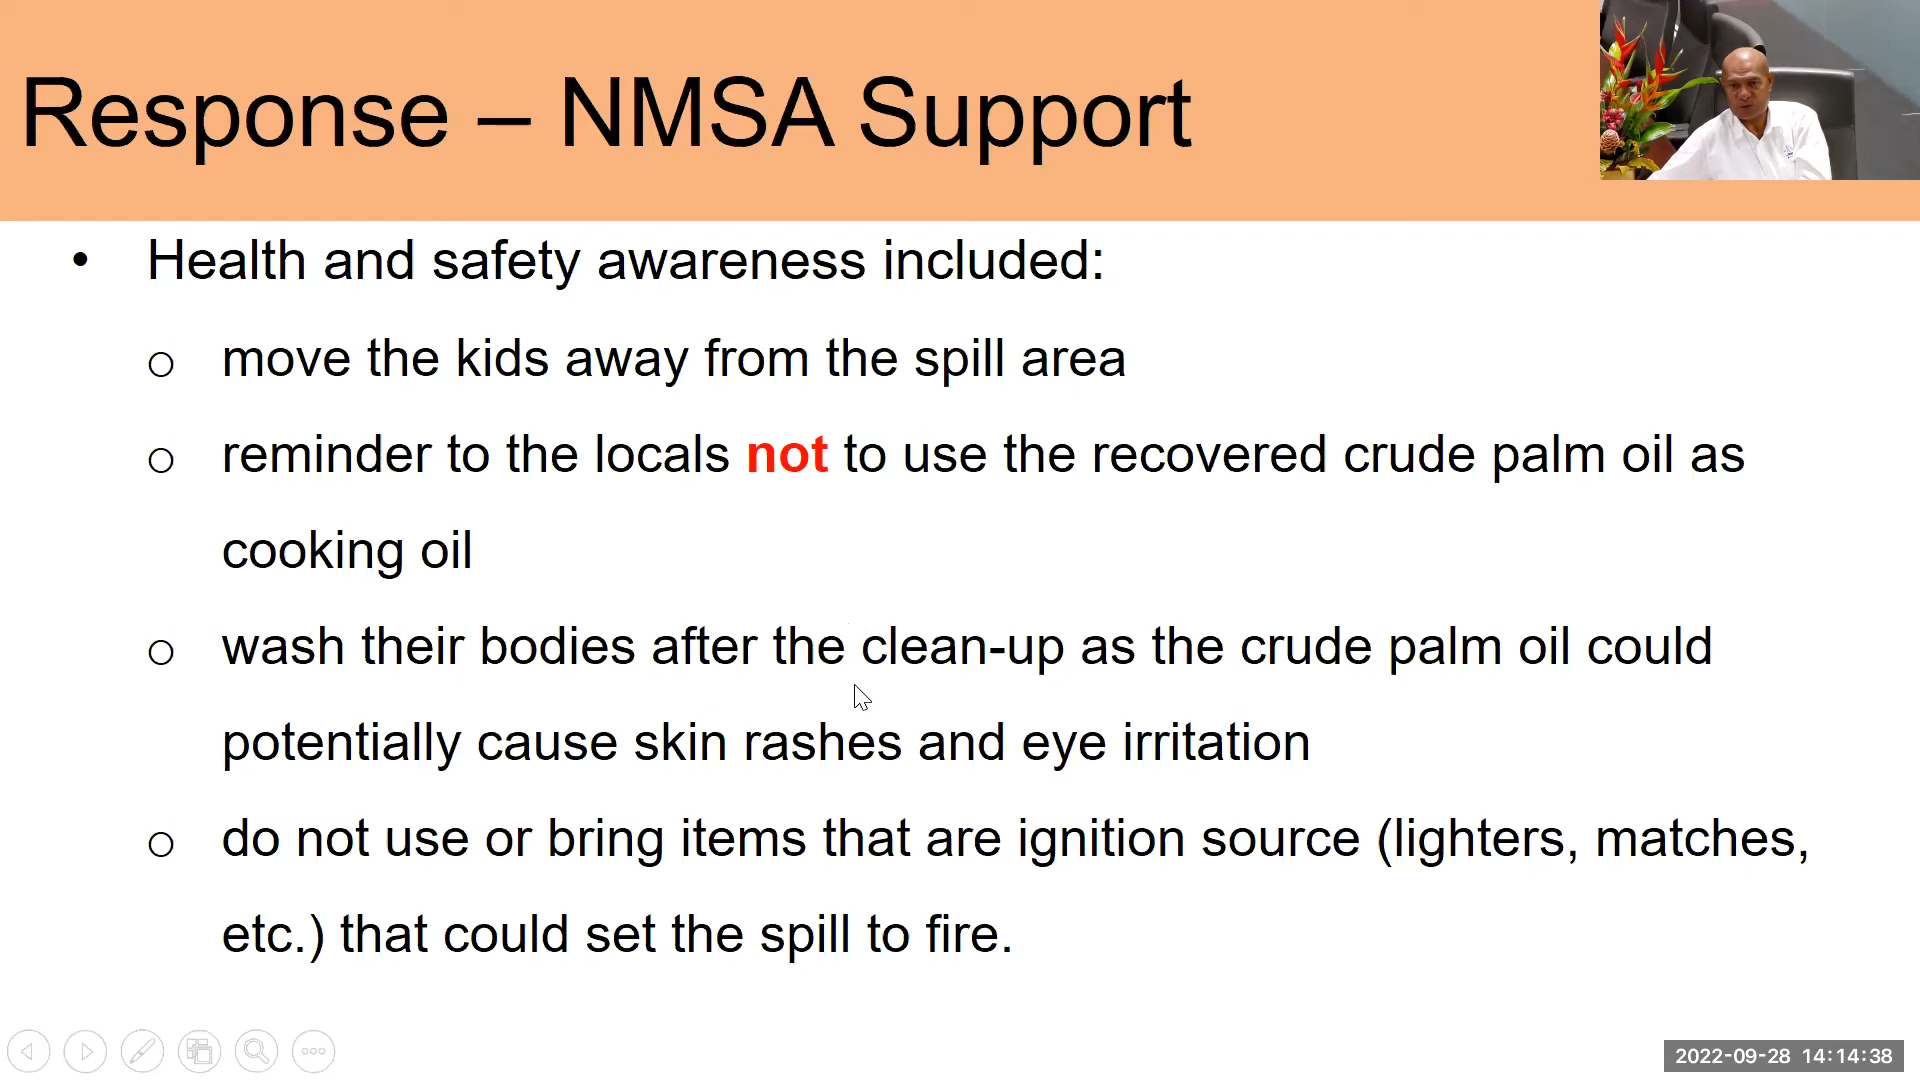 Response – NMSA Support
• Health and safety awareness included:
o move the kids away from the spill area
o reminder to the locals not to use the recovered crude palm oil as
cooking oil
o wash their bodies after the clean-up as the crude palm oil could
potentially cause skin rashes and eye irritation
o do not use or bring items that are ignition source (lighters, matches,
etc.) that could set the spill to fire.
2022-09-28 14:14:38